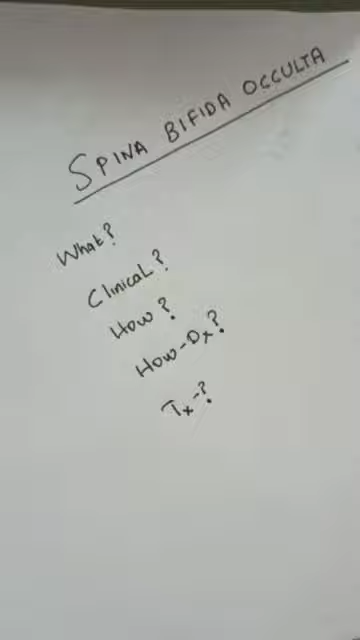 SPINA BIFIDA OCCULTA
What?
Clinical?
How?
How-Dx?
Tx-?